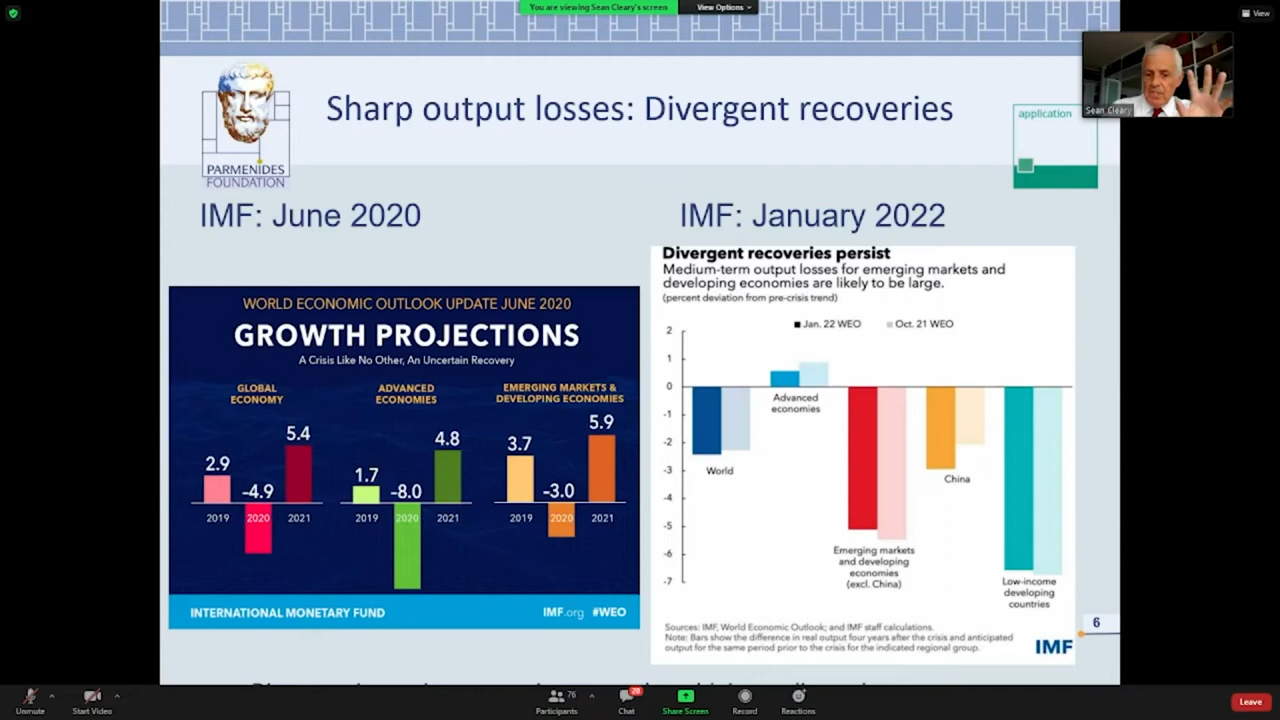 You are viewing Sean Cleary's screen
View Options
View
Sharp output losses: Divergent recoveries
application
Sean Cleary
PARMENIDES
FOUNDATION
IMF: June 2020
IMF: January 2022
WORLD ECONOMIC OUTLOOK UPDATE JUNE 2020
GROWTH PROJECTIONS
A Crisis Like No Other, An Uncertain Recovery
GLOBAL
ECONOMY
ADVANCED
ECONOMIES
EMERGING MARKETS &
DEVELOPING ECONOMIES
2.9
-4.9
5.4
1.7
-8.0
4.8
3.7
-3.0
5.9
2019
2020
2021
2019
2020
2021
2019
2020
2021
INTERNATIONAL MONETARY FUND
IMF.org #WEO
Divergent recoveries persist
Medium-term output losses for emerging markets and
developing economies are likely to be large.
(percent deviation from pre-crisis trend)
Jan. 22 WEO
Oct. 21 WEO
2
1
0
-1
-2
-3
-4
-5
-6
-7
World
Advanced
economies
Emerging markets
and developing
economies
(excl. China)
China
Low-income
developing
countries
Sources: IMF, World Economic Outlook; and IMF staff calculations.
Note: Bars show the difference in real output four years after the crisis and anticipated
output for the same period prior to the crisis for the indicated regional group.
IMF
6
Unmute
Start Video
Participants
76
Chat
28
Share Screen
Record
Reactions
Leave